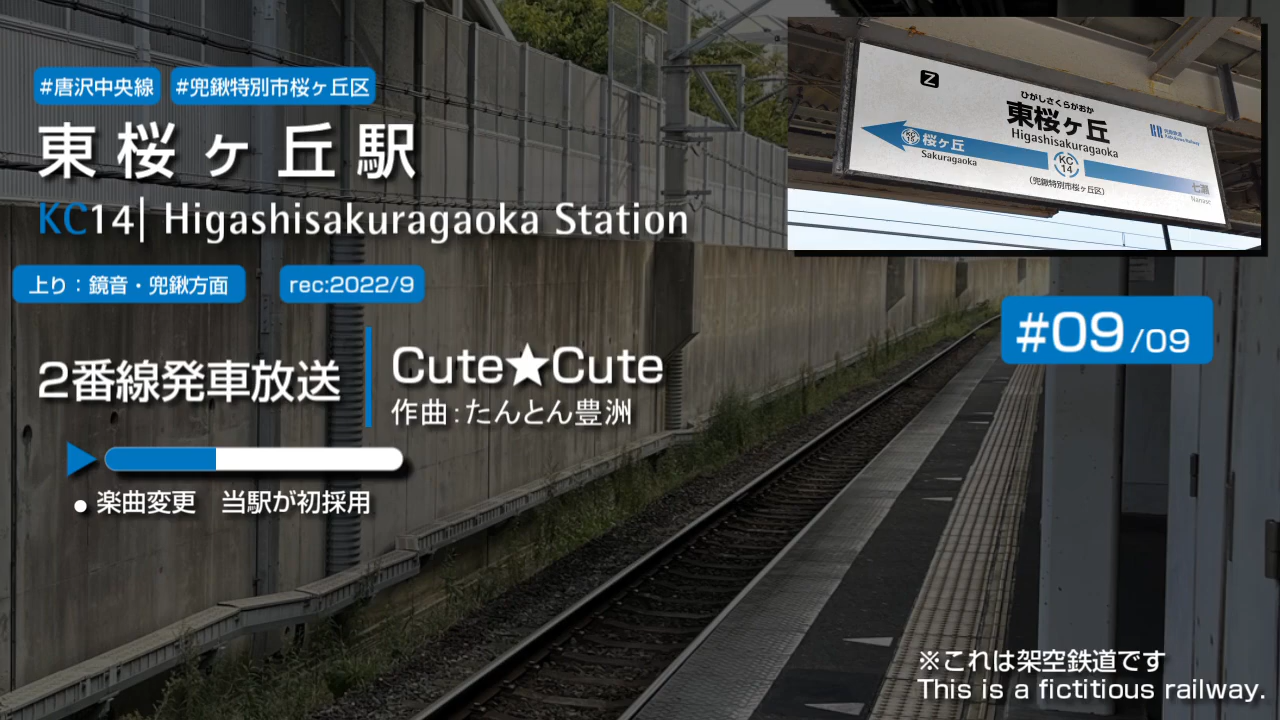 #唐沢中央線 #兜鍬特別市桜ヶ丘区
東桜ヶ丘駅
KC14| Higashisakuragaoka Station
上り:鏡音・兜鍬方面 rec:2022/9
2番線発車放送
Cute★Cute
作曲:たんとん豊洲
● 楽曲変更 当駅が初採用
Z
ひがしさくらがおか
東桜ヶ丘
Higashisakuragaoka
桜ヶ丘
Sakuragaoka
KC
14
(兜鍬特別市桜ヶ丘区)
七瀬
Nanase
#09/09
※これは架空鉄道です
This is a fictitious railway.